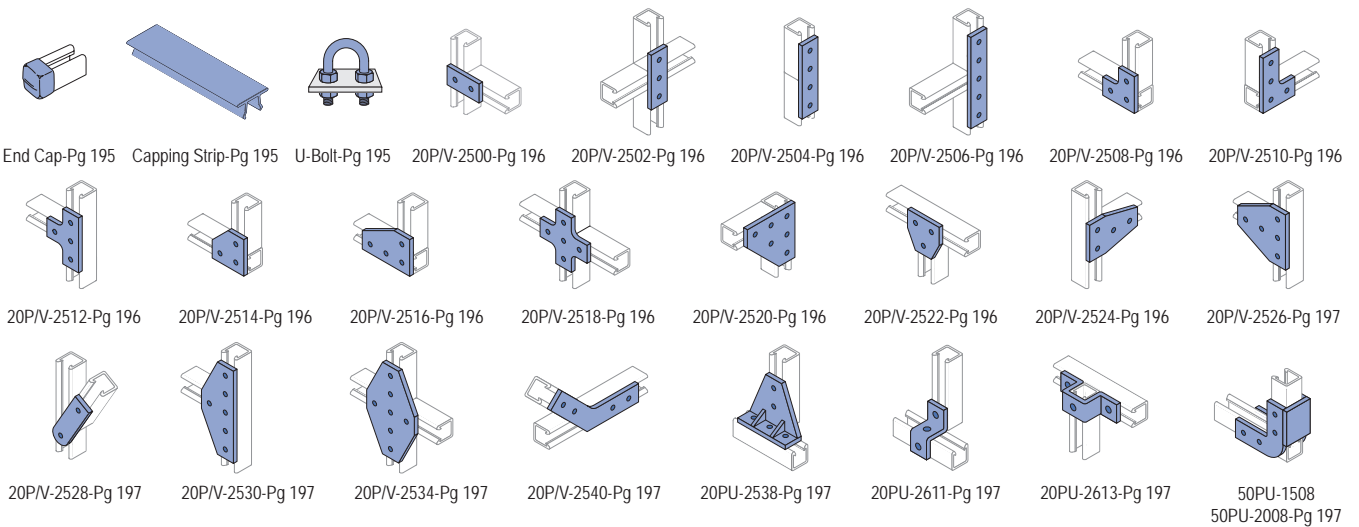 End Cap-Pg 195
Capping Strip-Pg 195
U-Bolt-Pg 195
20P/V-2500-Pg 196
20P/V-2502-Pg 196
20P/V-2504-Pg 196
20P/V-2506-Pg 196
20P/V-2508-Pg 196
20P/V-2510-Pg 196
20P/V-2512-Pg 196
20P/V-2514-Pg 196
20P/V-2516-Pg 196
20P/V-2518-Pg 196
20P/V-2520-Pg 196
20P/V-2522-Pg 196
20P/V-2524-Pg 196
20P/V-2526-Pg 197
20P/V-2528-Pg 197
20P/V-2530-Pg 197
20P/V-2534-Pg 197
20P/V-2540-Pg 197
20PU-2538-Pg 197
20PU-2611-Pg 197
20PU-2613-Pg 197
50PU-1508
50PU-2008-Pg 197